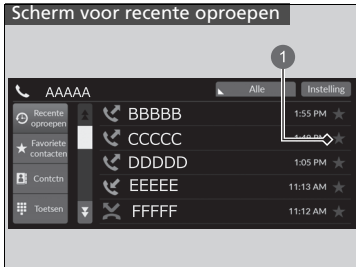 Scherm voor recente oproepen
1
AAAAA
Alle
Instelling
Recente
oproepen
BBBBB
1:55 PM
Favoriete
contacten
CCCCC
DDDDD
1:05 PM
Contctn
EEEEE
11:13 AM
Toetsen
FFFFF
11:12 AM